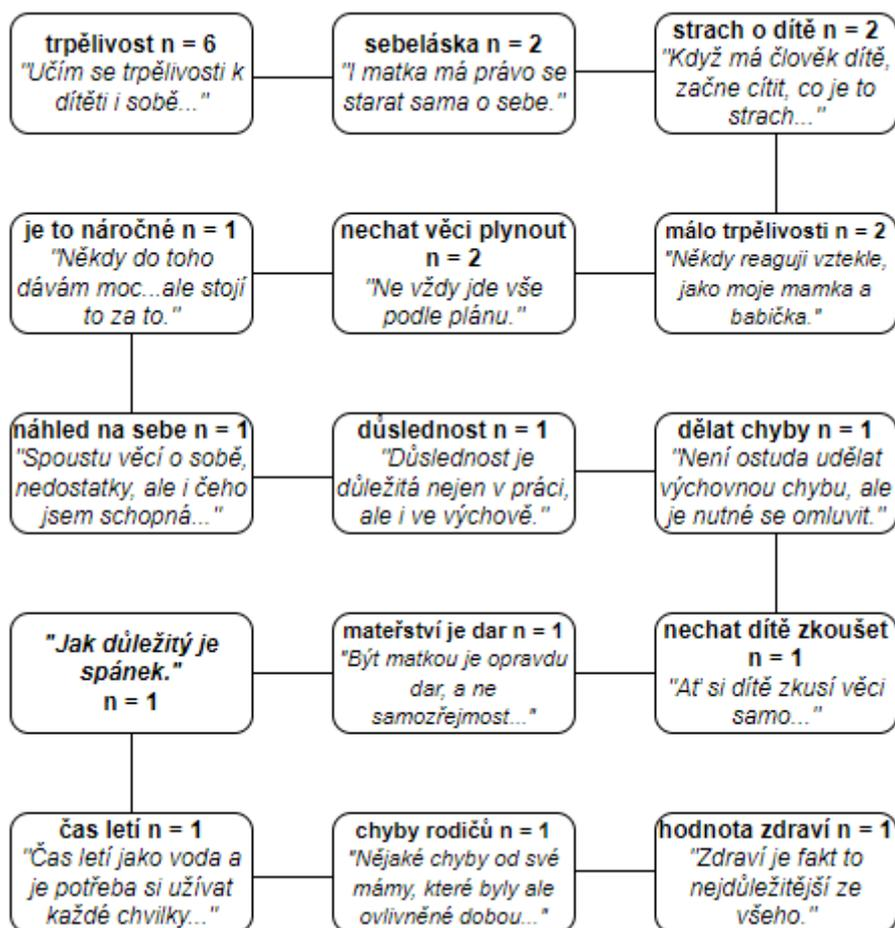 trpělivost n = 6
"Učím se trpělivosti k
dítěti i sobě..."
sebeláska n = 2
"I matka má právo se
starat sama o sebe."
strach o dítě n = 2
"Když má člověk dítě,
začne cítit, co je to
strach..."
je to náročné n = 1
"Někdy do toho
dávám moc...ale stojí
to za to."
nechat věci plynout
n = 2
"Ne vždy jde vše
podle plánu."
málo trpělivosti n = 2
"Někdy reaguji vztekle,
jako moje mamka a
babička."
náhled na sebe n = 1
"Spoustu věcí o sobě,
nedostatky, ale i čeho
jsem schopná..."
důslednost n = 1
"Důslednost je
důležitá nejen v práci,
ale i ve výchově."
dělat chyby n = 1
"Není ostuda udělat
výchovnou chybu, ale
je nutné se omluvit."
"Jak důležitý je
spánek."
n = 1
mateřství je dar n = 1
"Být matkou je opravdu
dar, a ne
samozřejmost..."
nechat dítě zkoušet
n = 1
"Ať si dítě zkusí věci
samo..."
čas letí n = 1
"Čas letí jako voda a
je potřeba si užívat
každé chvilky..."
chyby rodičů n = 1
"Nějaké chyby od své
mámy, které byly ale
ovlivněné dobou..."
hodnota zdraví n = 1
"Zdraví je fakt to
nejdůležitější ze
všeho."